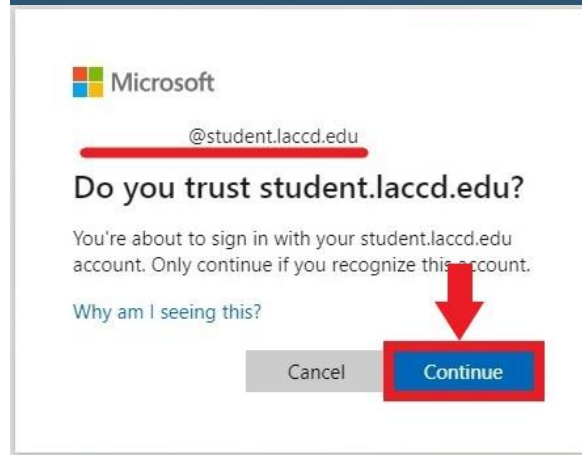 Microsoft
@student.laccd.edu
Do you trust student.laccd.edu?
You're about to sign in with your student.laccd.edu
account. Only continue if you recognize this account.
Why am I seeing this?
Cancel Continue